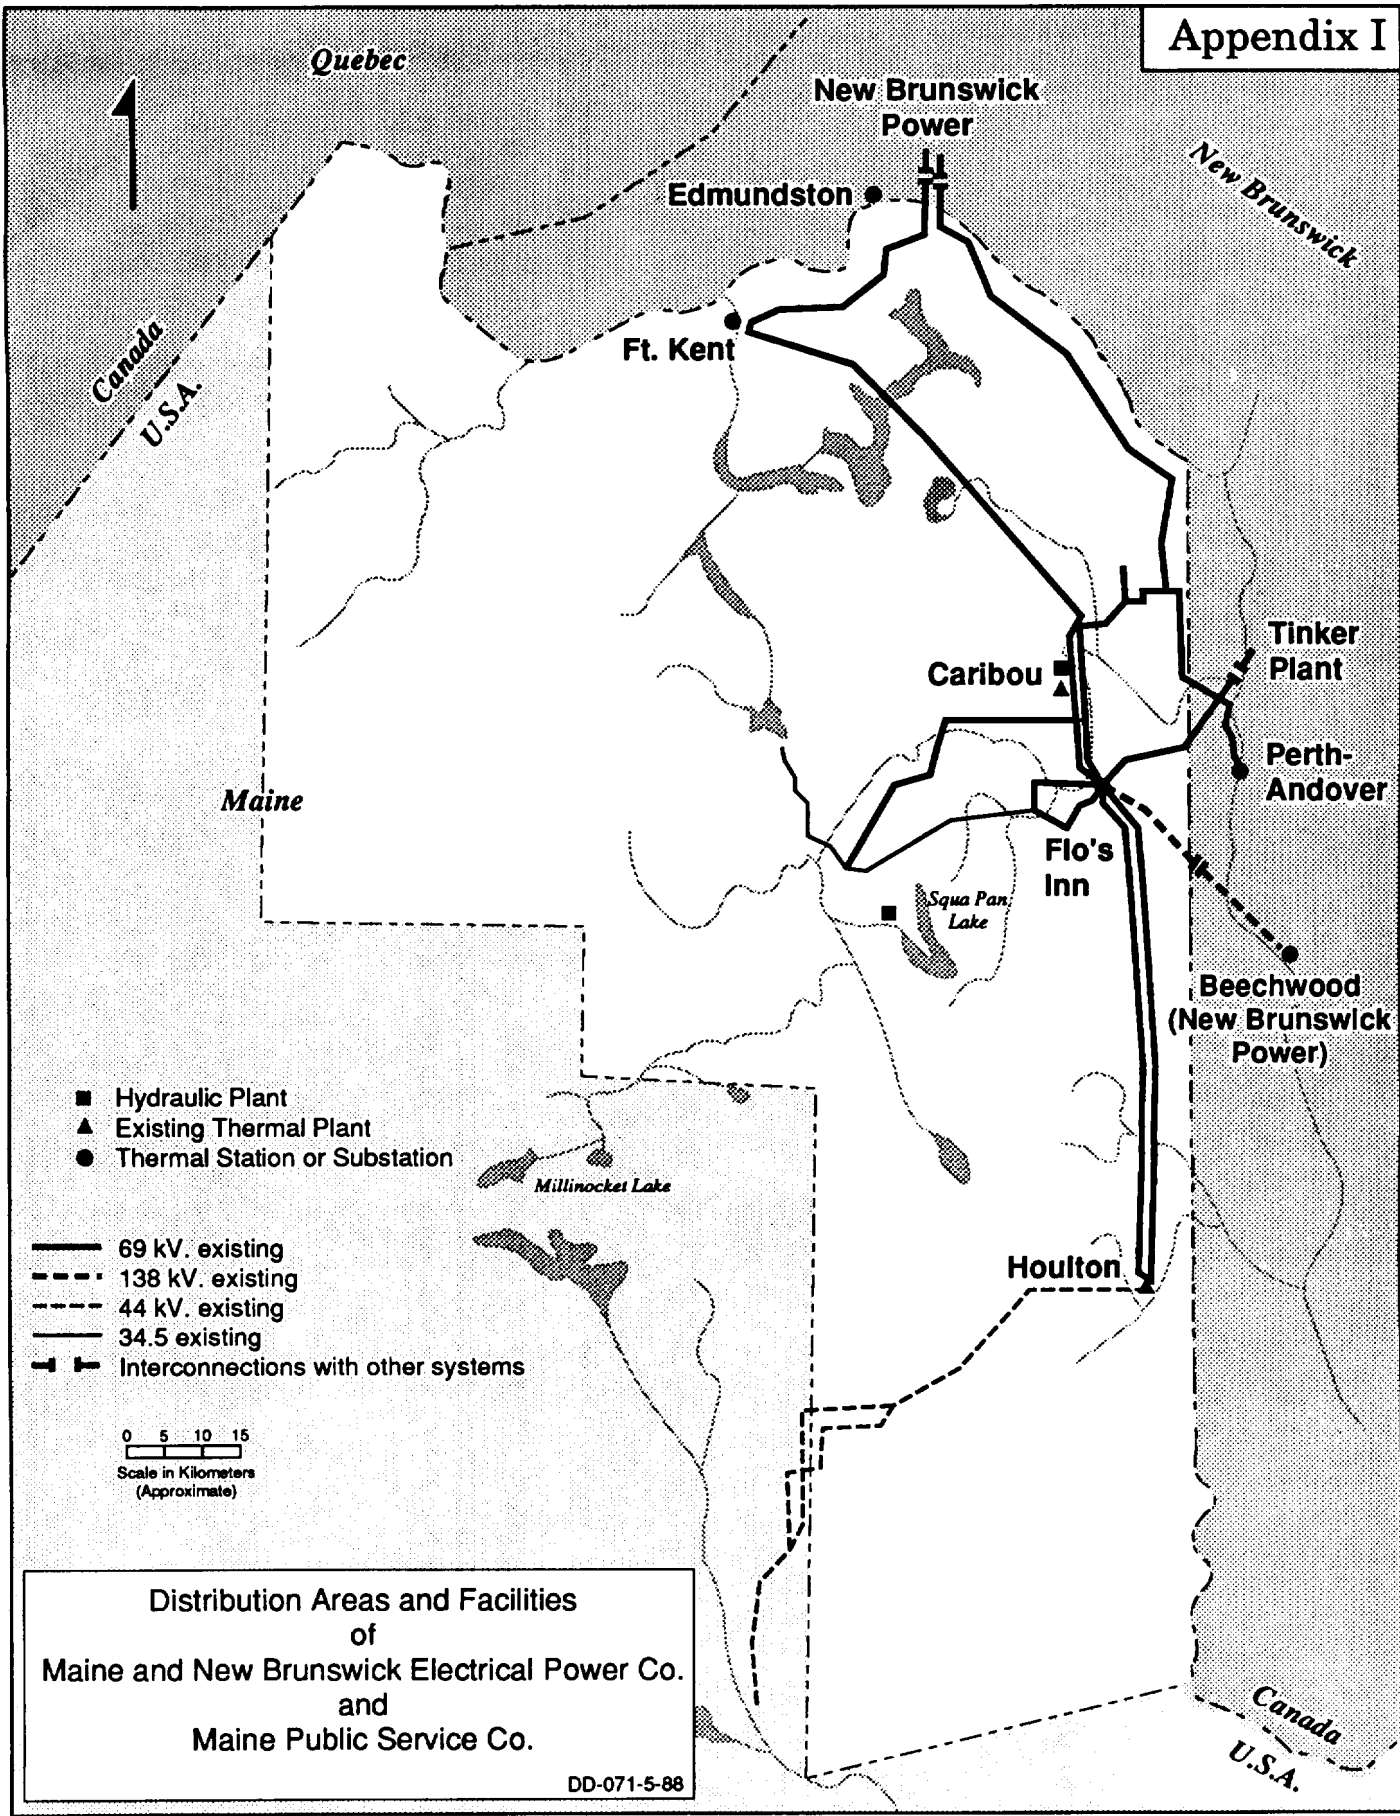 Appendix I
Quebec
New Brunswick
Power
New Brunswick
Edmundston
Canada
U.S.A.
Ft. Kent
Tinker
Plant
Caribou
Perth-
Andover
Maine
Flo's
Inn
Squa Pan
Lake
Beechwood
(New Brunswick
Power)
Hydraulic Plant
Existing Thermal Plant
Thermal Station or Substation
Millinocket Lake
69 kV. existing
138 kV. existing
44 kV. existing
34.5 existing
Interconnections with other systems
Houlton
0 5 10 15
Scale in Kilometers
(Approximate)
Distribution Areas and Facilities
of
Maine and New Brunswick Electrical Power Co.
and
Maine Public Service Co.
DD-071-5-88
Canada
U.S.A.